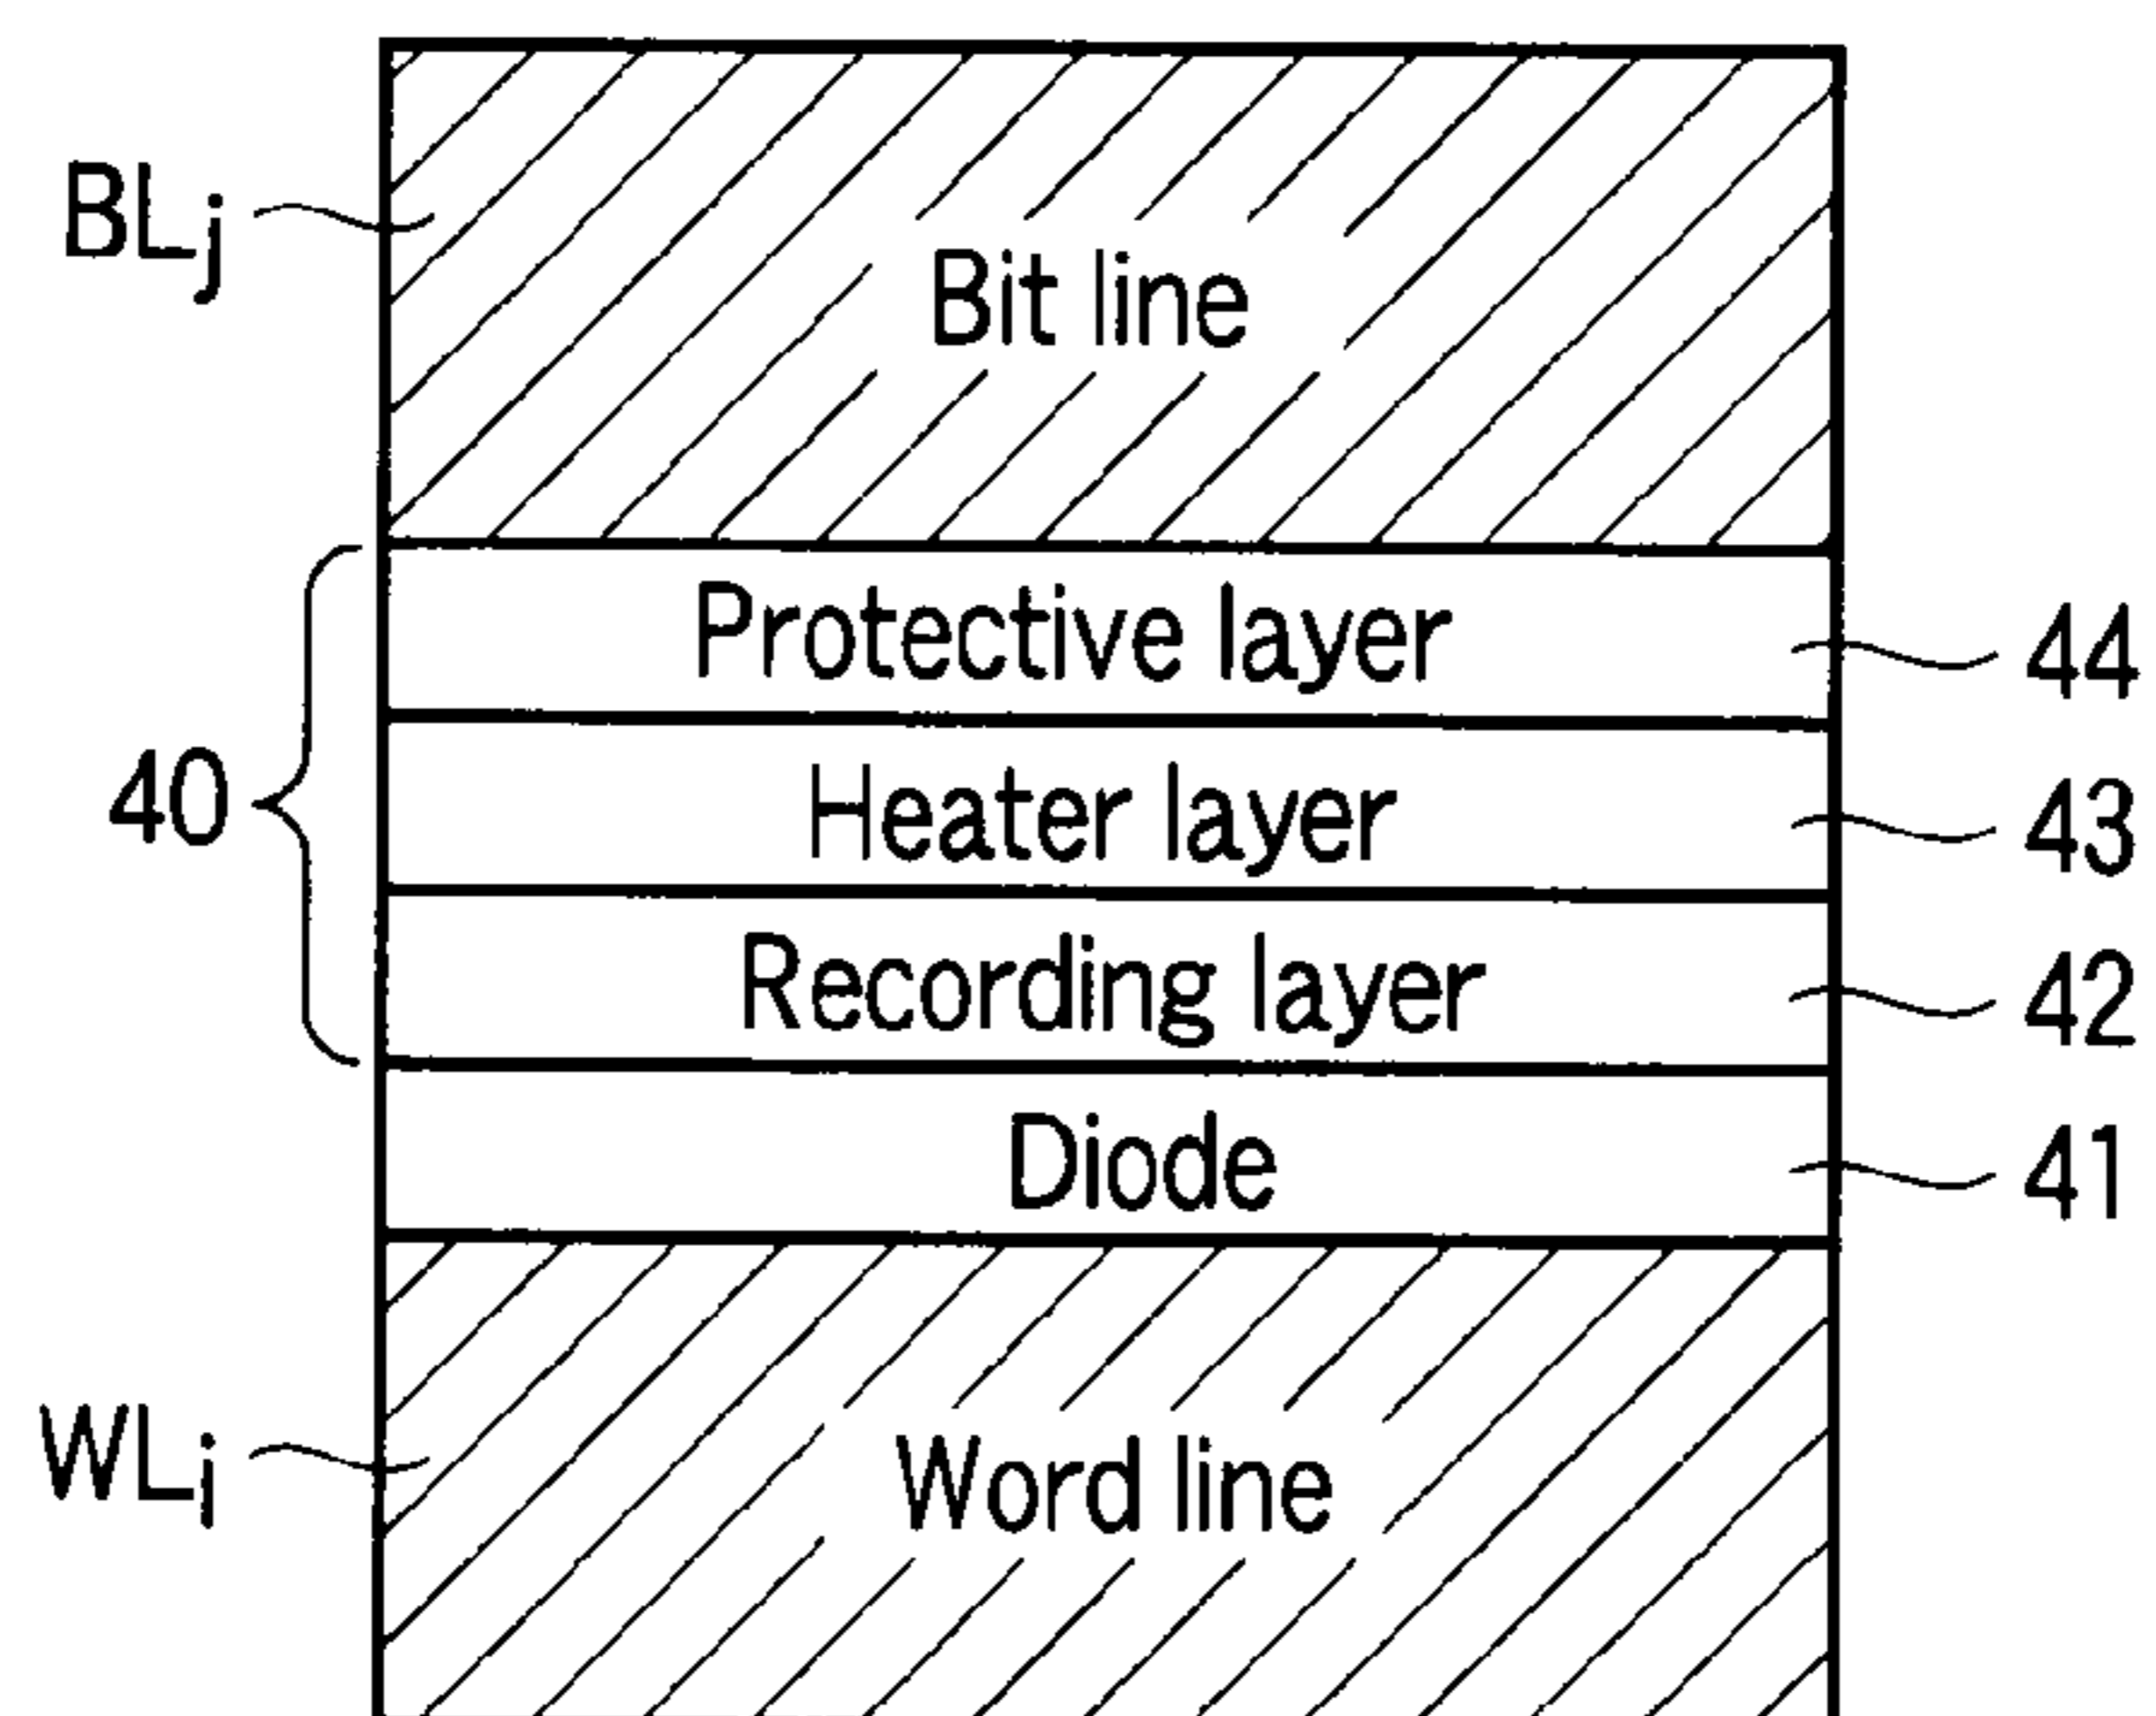 BLj
Bit line
Protective layer
44
40
Heater layer
43
Recording layer
42
Diode
41
WLi
Word line